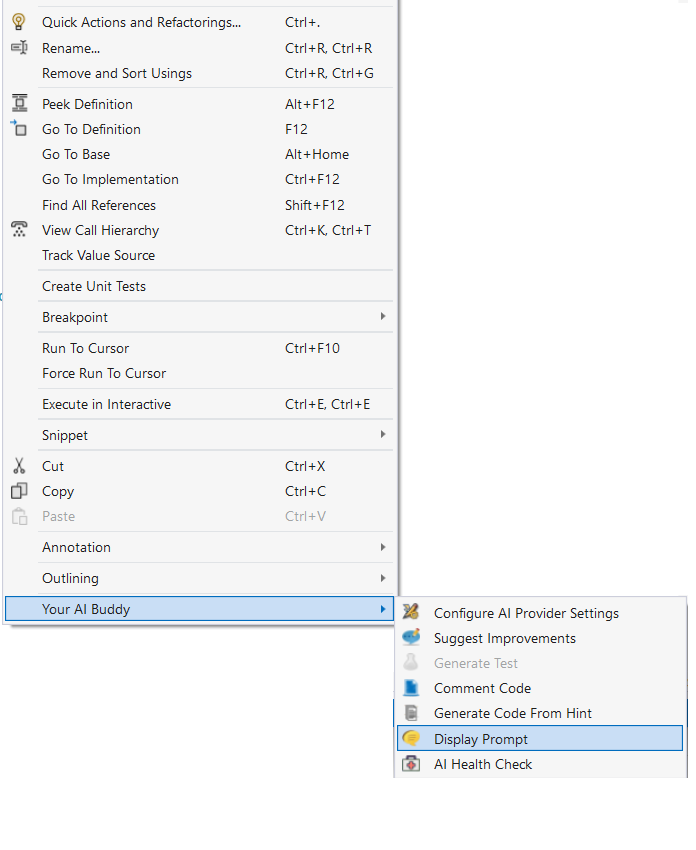 Quick Actions and Refactorings... Ctrl+.
Rename... Ctrl+R, Ctrl+R
Remove and Sort Usings Ctrl+R, Ctrl+G
Peek Definition Alt+F12
Go To Definition F12
Go To Base Alt+Home
Go To Implementation Ctrl+F12
Find All References Shift+F12
View Call Hierarchy Ctrl+K, Ctrl+T
Track Value Source
Create Unit Tests
Breakpoint
Run To Cursor Ctrl+F10
Force Run To Cursor
Execute in Interactive Ctrl+E, Ctrl+E
Snippet
Cut Ctrl+X
Copy Ctrl+C
Paste Ctrl+V
Annotation
Outlining
Your AI Buddy
Configure AI Provider Settings
Suggest Improvements
Generate Test
Comment Code
Generate Code From Hint
Display Prompt
AI Health Check